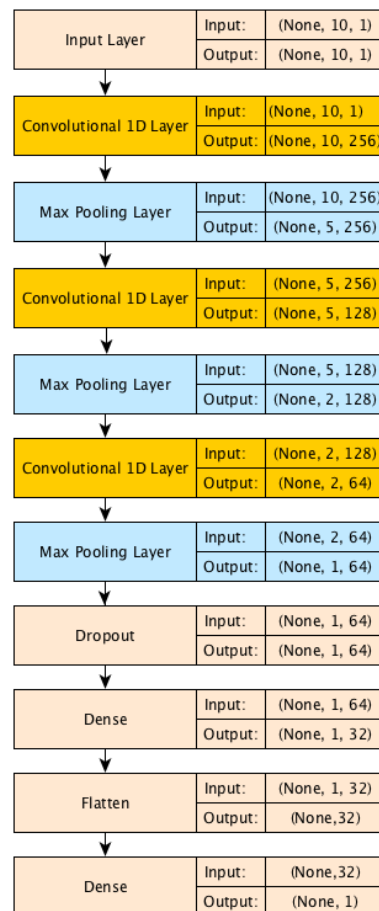 Input Layer
Input: (None, 10, 1)
Output: (None, 10, 1)
Convolutional 1D Layer
Input: (None, 10, 1)
Output: (None, 10, 256)
Max Pooling Layer
Input: (None, 10, 256)
Output: (None, 5, 256)
Convolutional 1D Layer
Input: (None, 5, 256)
Output: (None, 5, 128)
Max Pooling Layer
Input: (None, 5, 128)
Output: (None, 2, 128)
Convolutional 1D Layer
Input: (None, 2, 128)
Output: (None, 2, 64)
Max Pooling Layer
Input: (None, 2, 64)
Output: (None, 1, 64)
Dropout
Input: (None, 1, 64)
Output: (None, 1, 64)
Dense
Input: (None, 1, 64)
Output: (None, 1, 32)
Flatten
Input: (None, 1, 32)
Output: (None,32)
Dense
Input: (None,32)
Output: (None, 1)